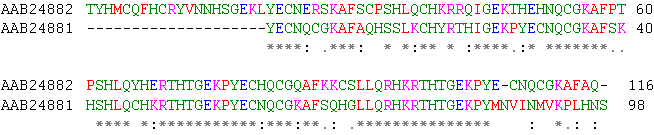 AAB24882 TYHMCQFHCRYVNNHSGEKLYECNERSKAFSCPSHLQCHKRRQIGEKTHEHNQCGKAFPT 60
AAB24881 --------------------YECNQCGKAFAQHSSLKCHYRTHIGEKPYECNQCGKAFSK 40
****: .***: * *:** * :****.:* *******..
AAB24882 PSHLQYHERTHTGEKPYECHQCGQAFKKCSLLQRHKRTHTGEKPYE-CNQCGKAFAQ- 116
AAB24881 HSHLQCHKRTHTGEKPYECNQCGKAFSQHGLLQRHKRTHTGEKPYMNVINMVKPLHNS 98
**** *:***********:***:**.: .*************** : *.: :